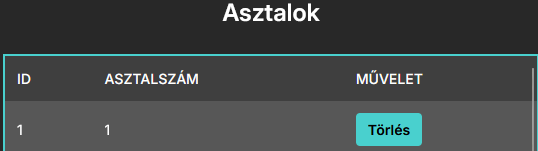 Asztalok
ID ASZTALSZÁM MŰVELET
1 1 Törlés